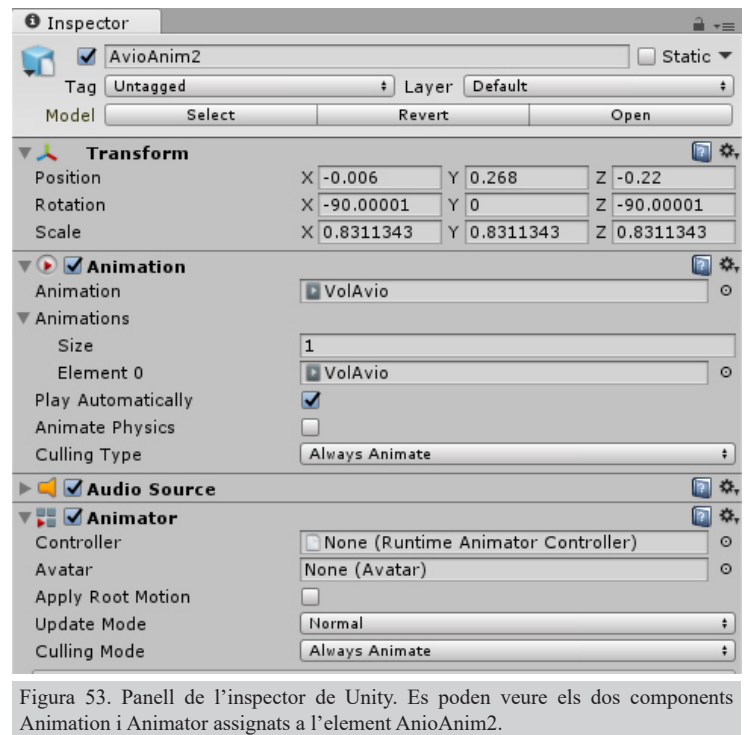 Inspector
AvioAnim2 Static
Tag Untagged Layer Default
Model Select Revert Open
Transform
Position X -0.006 Y 0.268 Z -0.22
Rotation X -90.00001 Y 0 Z -90.00001
Scale X 0.8311343 Y 0.8311343 Z 0.8311343
Animation
Animation VolAvio
Animations
Size 1
Element 0 VolAvio
Play Automatically
Animate Physics
Culling Type Always Animate
Audio Source
Animator
Controller None (Runtime Animator Controller)
Avatar None (Avatar)
Apply Root Motion
Update Mode Normal
Culling Mode Always Animate
Figura 53. Panell de l’inspector de Unity. Es poden veure els dos components
Animation i Animator assignats a l’element AnioAnim2.